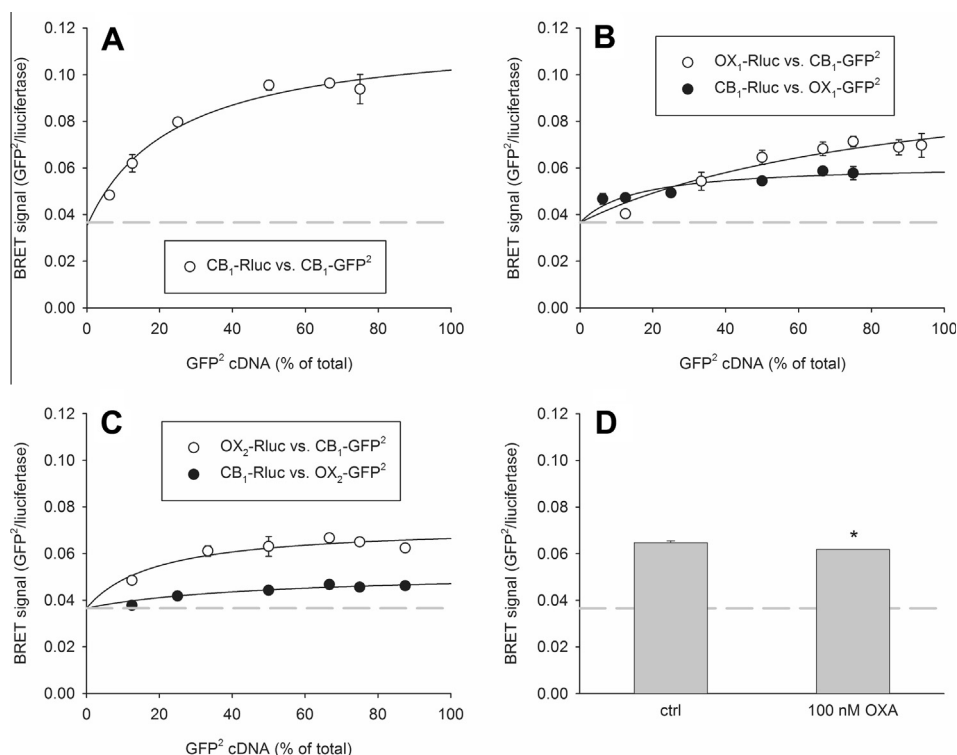 A
BRET signal (GFP²/liucifertase)
0.12
0.10
0.08
0.06
0.04
0.02
0.00
CB₁-Rluc vs. CB₁-GFP²
0 20 40 60 80 100
GFP² cDNA (% of total)
B
BRET signal (GFP²/liucifertase)
0.12
0.10
0.08
0.06
0.04
0.02
0.00
OX₁-Rluc vs. CB₁-GFP²
CB₁-Rluc vs. OX₁-GFP²
0 20 40 60 80 100
GFP² cDNA (% of total)
C
BRET signal (GFP²/liucifertase)
0.12
0.10
0.08
0.06
0.04
0.02
0.00
OX₂-Rluc vs. CB₁-GFP²
CB₁-Rluc vs. OX₂-GFP²
0 20 40 60 80 100
GFP² cDNA (% of total)
D
BRET signal (GFP²/liucifertase)
0.12
0.10
0.08
0.06
0.04
0.02
0.00
*
ctrl 100 nM OXA